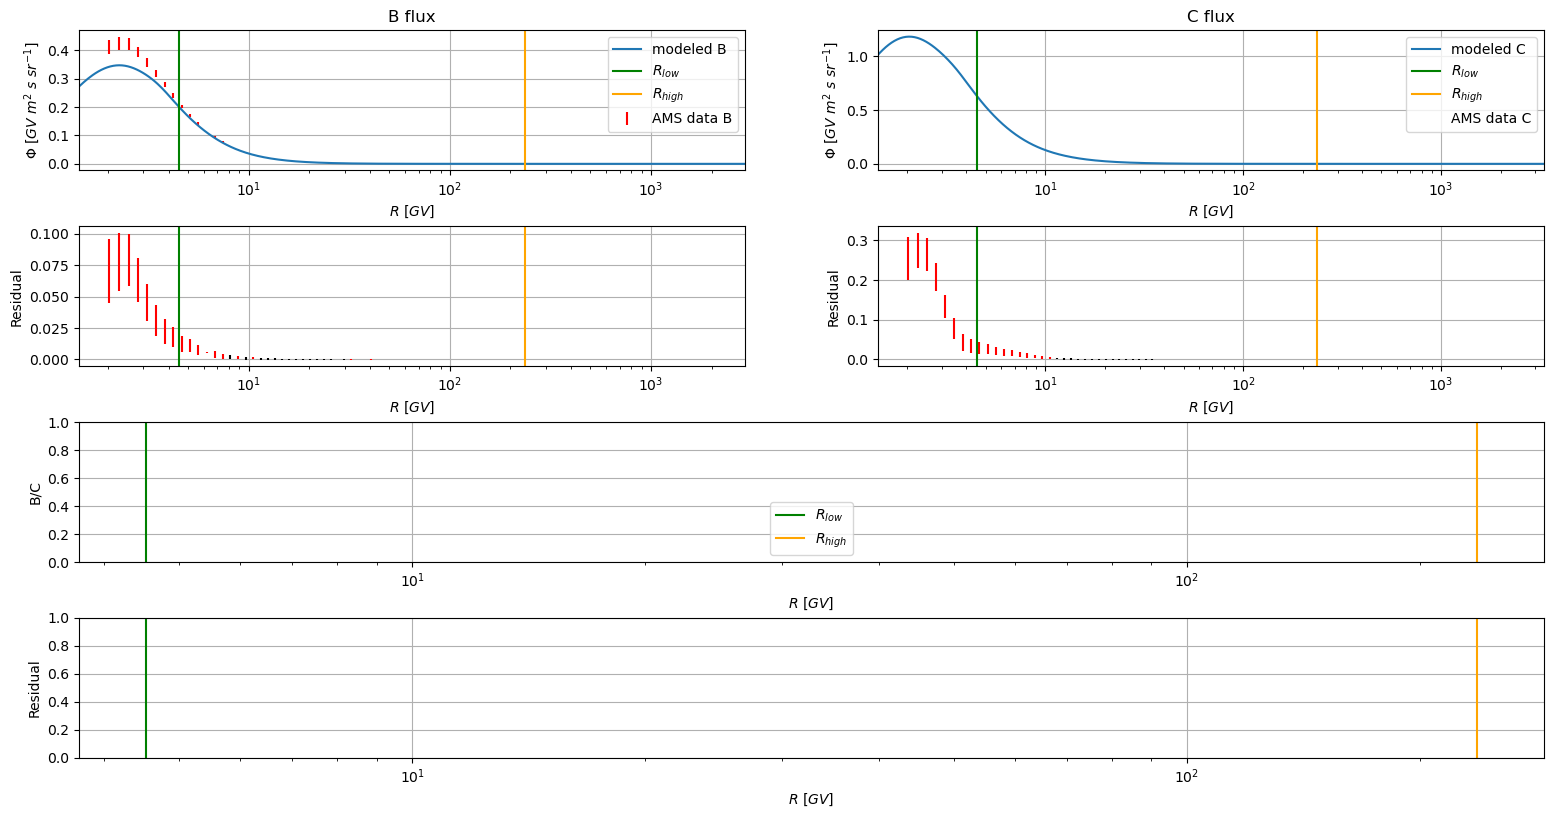 B flux
Φ [GV m² s sr⁻¹]
0.4
0.3
0.2
0.1
0.0
modeled B
R_low
R_high
AMS data B
10¹ 10² 10³
R [GV]
C flux
Φ [GV m² s sr⁻¹]
1.0
0.5
0.0
modeled C
R_low
R_high
AMS data C
10¹ 10² 10³
R [GV]
Residual
0.100
0.075
0.050
0.025
0.000
10¹ 10² 10³
R [GV]
Residual
0.3
0.2
0.1
0.0
10¹ 10² 10³
R [GV]
B/C
1.0
0.8
0.6
0.4
0.2
0.0
R_low
R_high
10¹ 10²
R [GV]
Residual
1.0
0.8
0.6
0.4
0.2
0.0
10¹ 10²
R [GV]